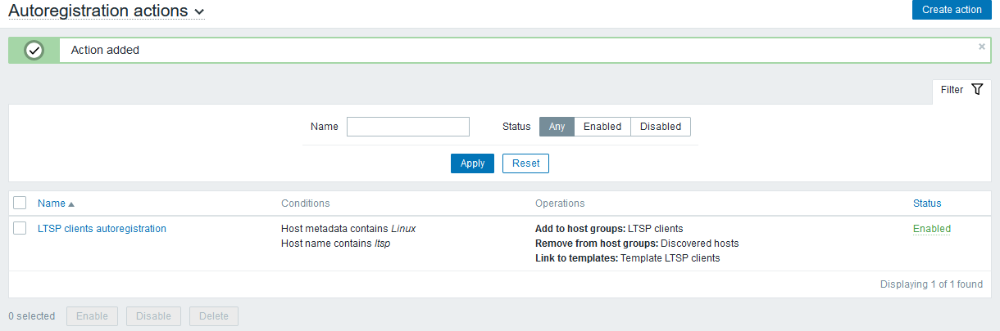 Autoregistration actions
Create action
Action added
×
Filter
Name
Status Any Enabled Disabled
Apply Reset
Name Conditions Operations Status
LTSP clients autoregistration Host metadata contains Linux Add to host groups: LTSP clients Enabled
Host name contains ltsp Remove from host groups: Discovered hosts
Link to templates: Template LTSP clients
Displaying 1 of 1 found
0 selected Enable Disable Delete